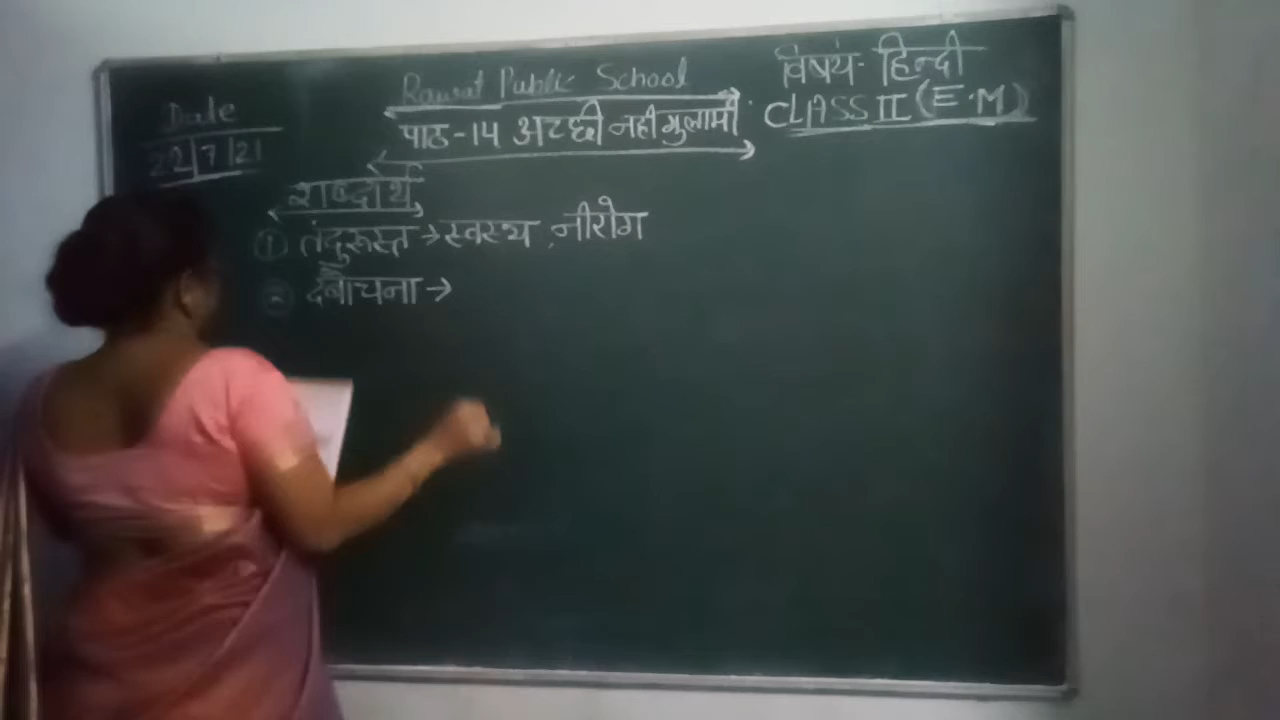 Rawat Public School
विषय- हिन्दी
Date
22/7/21
पाठ-14 अच्छी नही गुलामी
CLASS II (E.M)
शब्दार्थ
① तंदुरूस्त → स्वस्थ, नीरोग
② दबोचना →